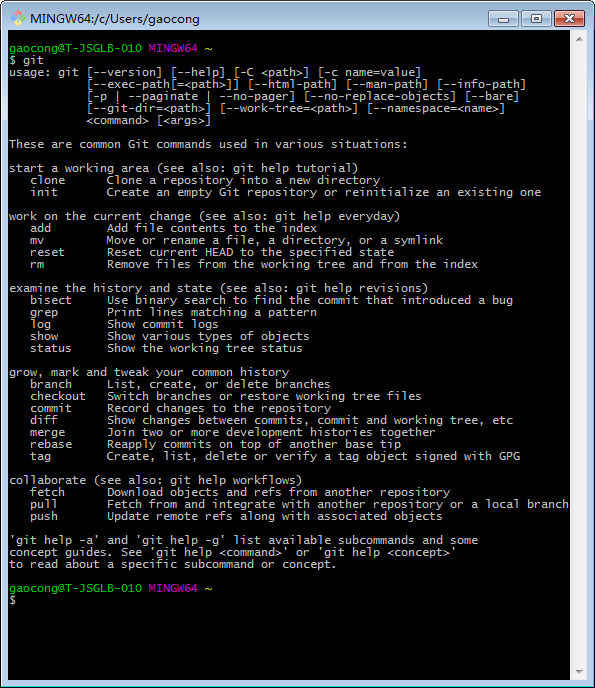 MINGW64:/c/Users/gaocong
gaocong@T-JSGLB-010 MINGW64 ~
$ git
usage: git [--version] [--help] [-C <path>] [-c name=value]
           [--exec-path[=<path>]] [--html-path] [--man-path] [--info-path]
           [-p | --paginate | --no-pager] [--no-replace-objects] [--bare]
           [--git-dir=<path>] [--work-tree=<path>] [--namespace=<name>]
           <command> [<args>]
These are common Git commands used in various situations:
start a working area (see also: git help tutorial)
   clone      Clone a repository into a new directory
   init       Create an empty Git repository or reinitialize an existing one
work on the current change (see also: git help everyday)
   add        Add file contents to the index
   mv         Move or rename a file, a directory, or a symlink
   reset      Reset current HEAD to the specified state
   rm         Remove files from the working tree and from the index
examine the history and state (see also: git help revisions)
   bisect     Use binary search to find the commit that introduced a bug
   grep       Print lines matching a pattern
   log        Show commit logs
   show       Show various types of objects
   status     Show the working tree status
grow, mark and tweak your common history
   branch     List, create, or delete branches
   checkout   Switch branches or restore working tree files
   commit     Record changes to the repository
   diff       Show changes between commits, commit and working tree, etc
   merge      Join two or more development histories together
   rebase     Reapply commits on top of another base tip
   tag        Create, list, delete or verify a tag object signed with GPG
collaborate (see also: git help workflows)
   fetch      Download objects and refs from another repository
   pull       Fetch from and integrate with another repository or a local branch
   push       Update remote refs along with associated objects
'git help -a' and 'git help -g' list available subcommands and some
concept guides. See 'git help <command>' or 'git help <concept>'
to read about a specific subcommand or concept.
gaocong@T-JSGLB-010 MINGW64 ~
$